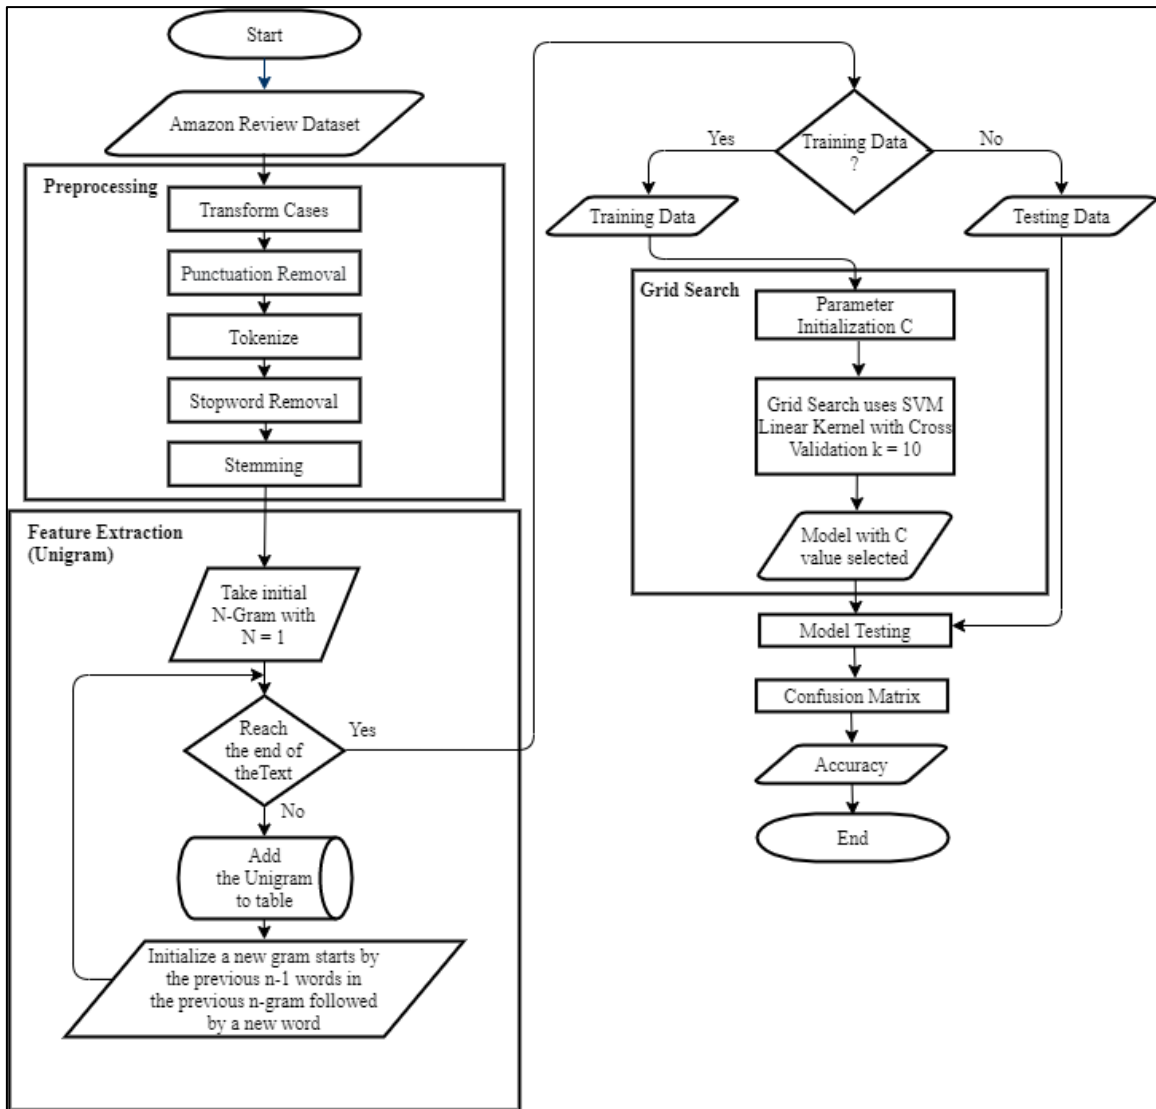 Start
Amazon Review Dataset
Preprocessing
Transform Cases
Punctuation Removal
Tokenize
Stopword Removal
Stemming
Feature Extraction
(Unigram)
Take initial
N-Gram with
N = 1
Reach
the end of
theText
Yes
No
Add
the Unigram
to table
Initialize a new gram starts by
the previous n-1 words in
the previous n-gram followed
by a new word
Training Data
?
Yes
No
Training Data
Testing Data
Grid Search
Parameter
Initialization C
Grid Search uses SVM
Linear Kernel with Cross
Validation k = 10
Model with C
value selected
Model Testing
Confusion Matrix
Accuracy
End